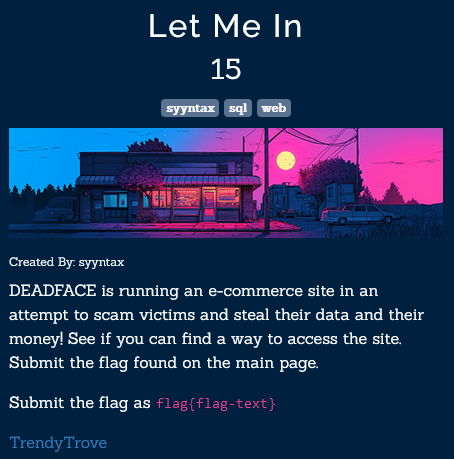 Let Me In
15
syyntax sql web
Created By: syyntax
DEADFACE is running an e-commerce site in an
attempt to scam victims and steal their data and their
money! See if you can find a way to access the site.
Submit the flag found on the main page.
Submit the flag as flag{flag-text}
TrendyTrove